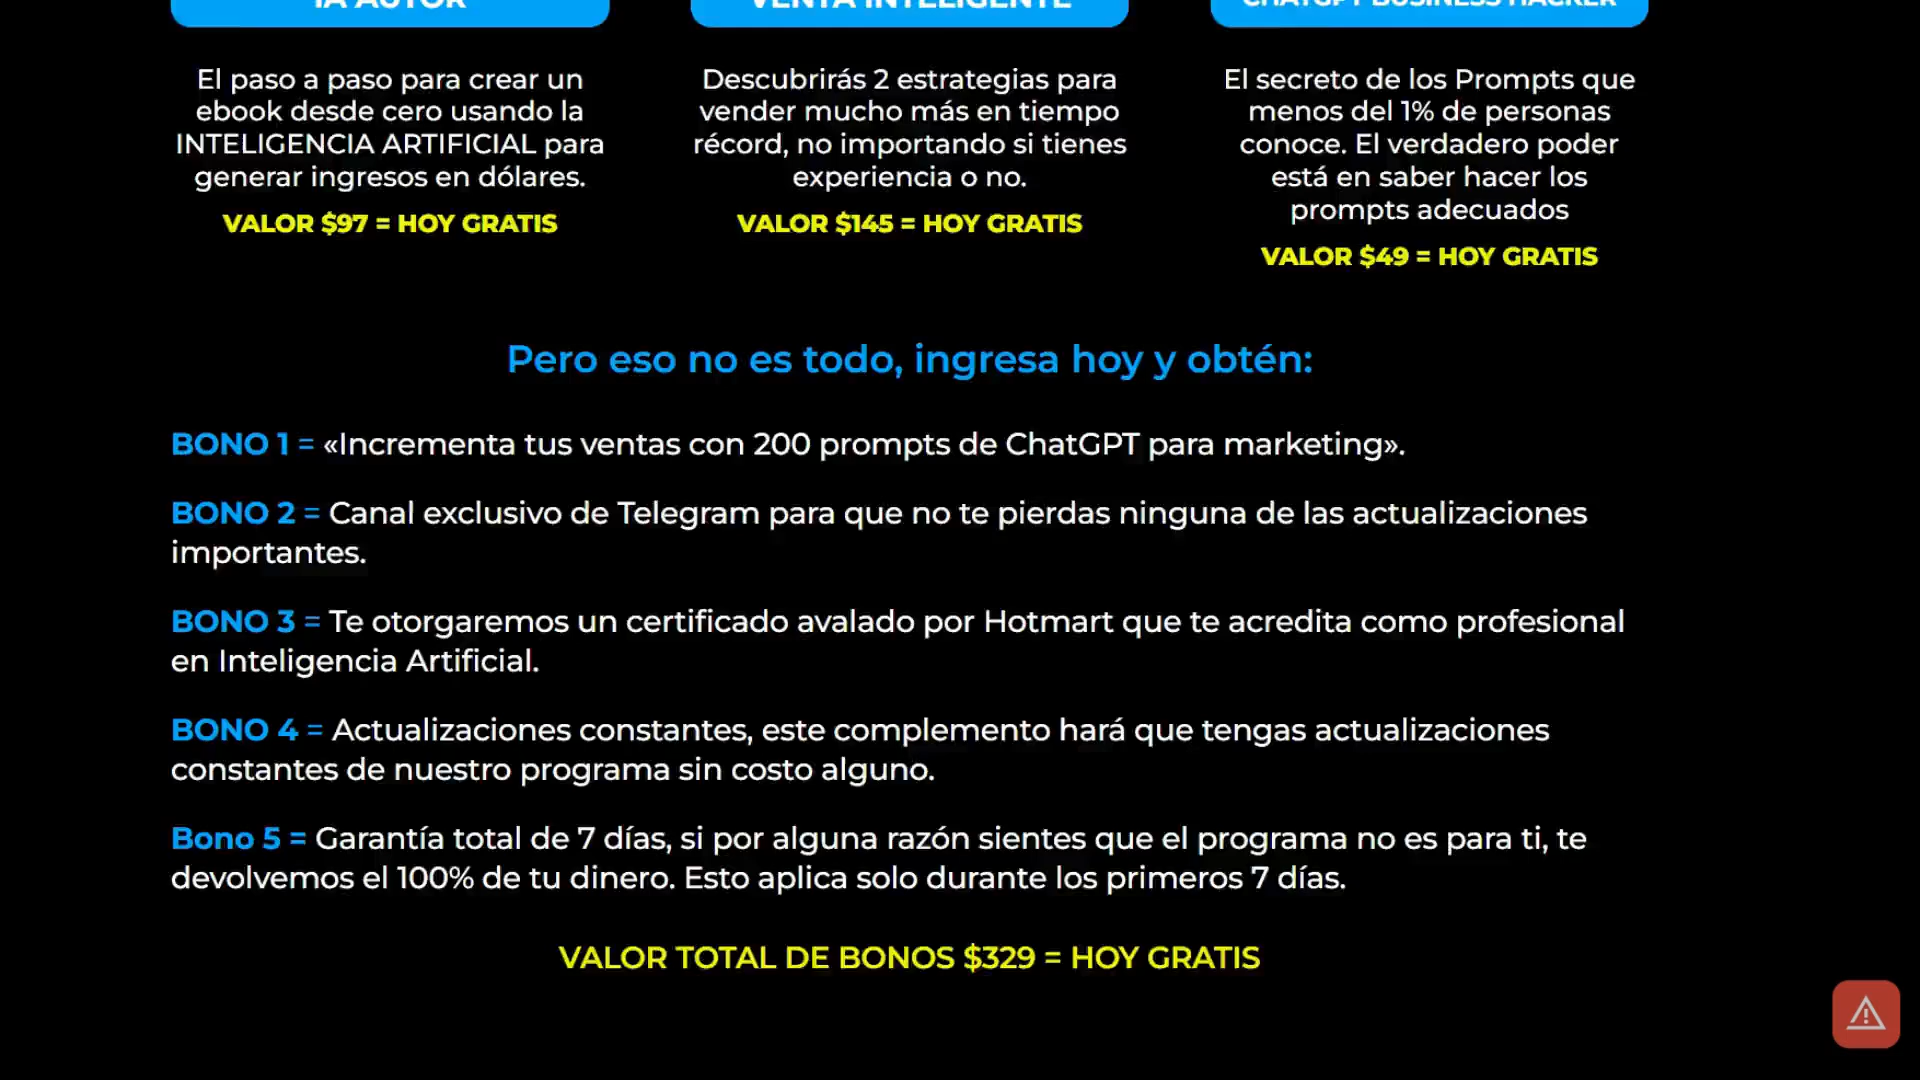 IA AUTOR
VENTA INTELIGENTE
CHATGPT BUSINESS HACKER
El paso a paso para crear un
ebook desde cero usando la
INTELIGENCIA ARTIFICIAL para
generar ingresos en dólares.
VALOR $97 = HOY GRATIS
Descubrirás 2 estrategias para
vender mucho más en tiempo
récord, no importando si tienes
experiencia o no.
VALOR $145 = HOY GRATIS
El secreto de los Prompts que
menos del 1% de personas
conoce. El verdadero poder
está en saber hacer los
prompts adecuados
VALOR $49 = HOY GRATIS
Pero eso no es todo, ingresa hoy y obtén:
BONO 1 = «Incrementa tus ventas con 200 prompts de ChatGPT para marketing».
BONO 2 = Canal exclusivo de Telegram para que no te pierdas ninguna de las actualizaciones
importantes.
BONO 3 = Te otorgaremos un certificado avalado por Hotmart que te acredita como profesional
en Inteligencia Artificial.
BONO 4 = Actualizaciones constantes, este complemento hará que tengas actualizaciones
constantes de nuestro programa sin costo alguno.
Bono 5 = Garantía total de 7 días, si por alguna razón sientes que el programa no es para ti, te
devolvemos el 100% de tu dinero. Esto aplica solo durante los primeros 7 días.
VALOR TOTAL DE BONOS $329 = HOY GRATIS